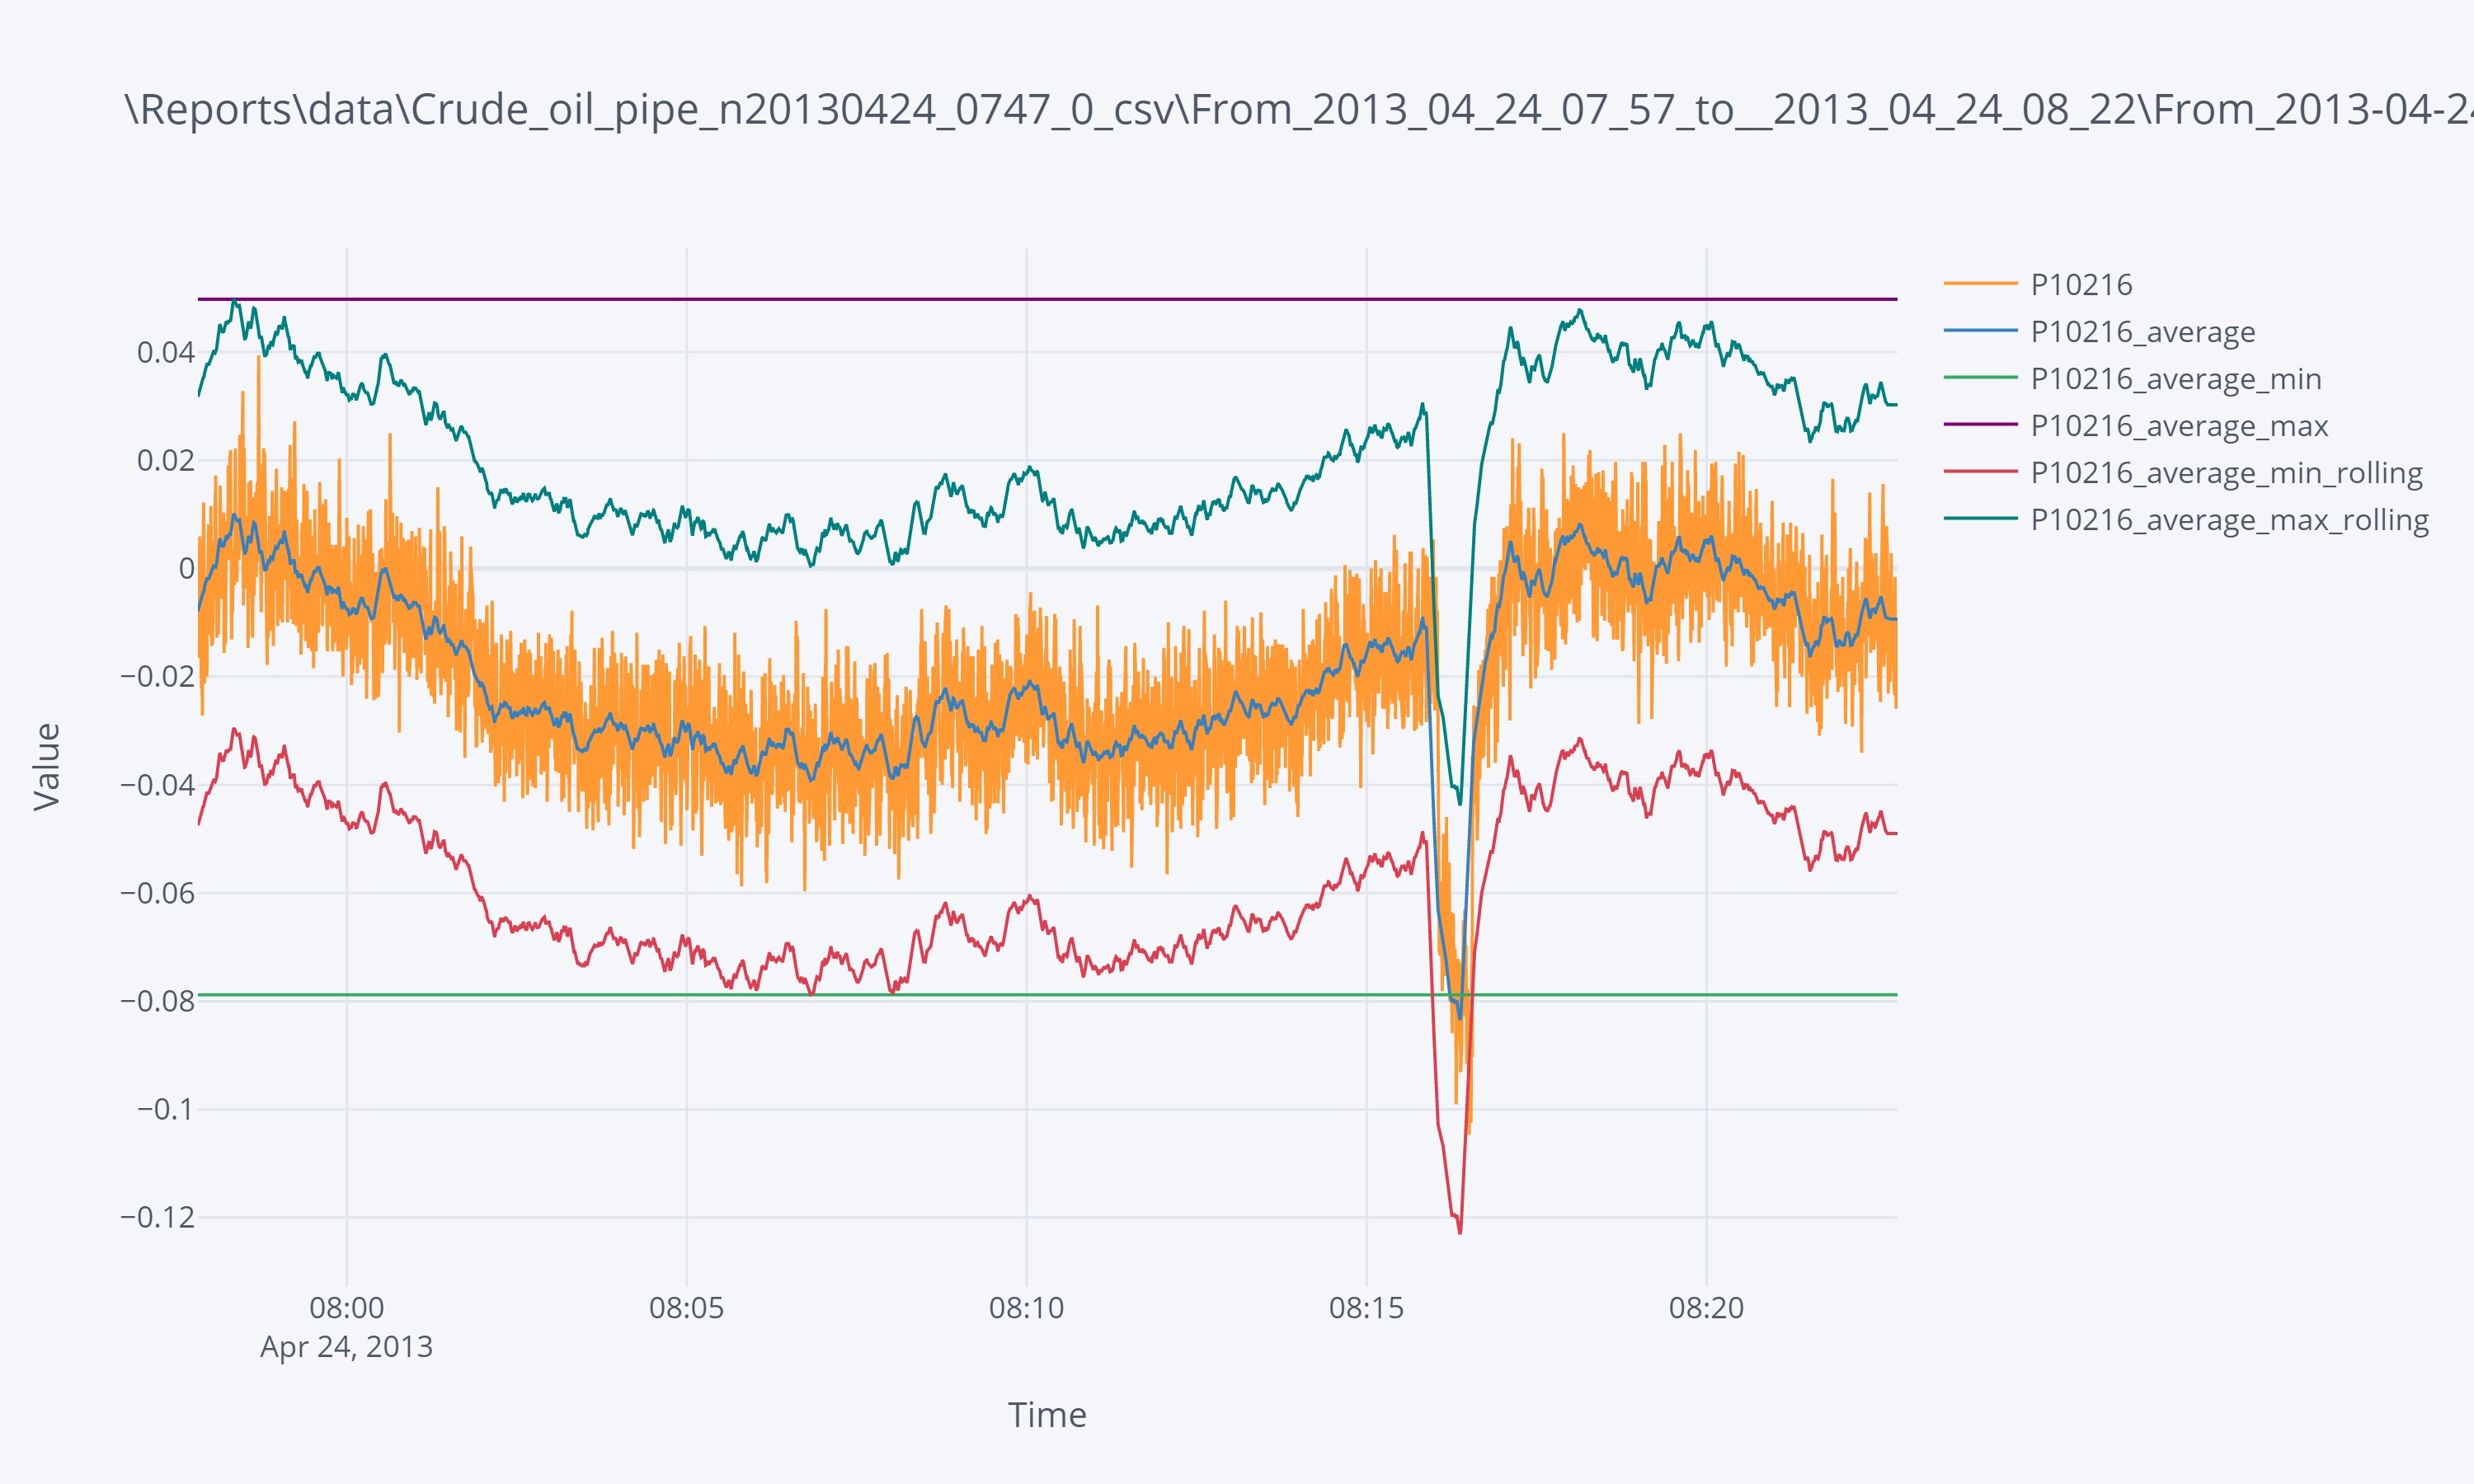 \Reports\data\Crude_oil_pipe_n20130424_0747_0_csv\From_2013_04_24_07_57_to__2013_04_24_08_22\From_2013-04-24
P10216
P10216_average
P10216_average_min
P10216_average_max
P10216_average_min_rolling
P10216_average_max_rolling
0.04
0.02
0
−0.02
−0.04
−0.06
−0.08
−0.1
−0.12
Value
08:00
08:05
08:10
08:15
08:20
Apr 24, 2013
Time